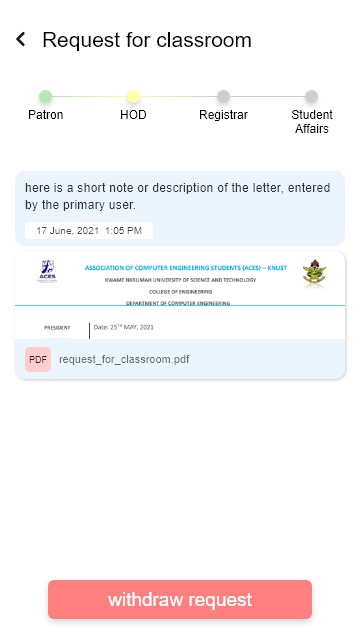 Request for classroom
Patron
HOD
Registrar
Student
Affairs
here is a short note or description of the letter, entered
by the primary user.
17 June, 2021 1:05 PM
ACES
ASSOCIATION OF COMPUTER ENGINEERING STUDENTS (ACES) – KNUST
KWAME NKRUMAH UNIVERSITY OF SCIENCE AND TECHNOLOGY
COLLEGE OF ENGINEERING
DEPARTMENT OF COMPUTER ENGINEERING
PRESIDENT
Date: 25TH MAY, 2021
PDF
request_for_classroom.pdf
withdraw request